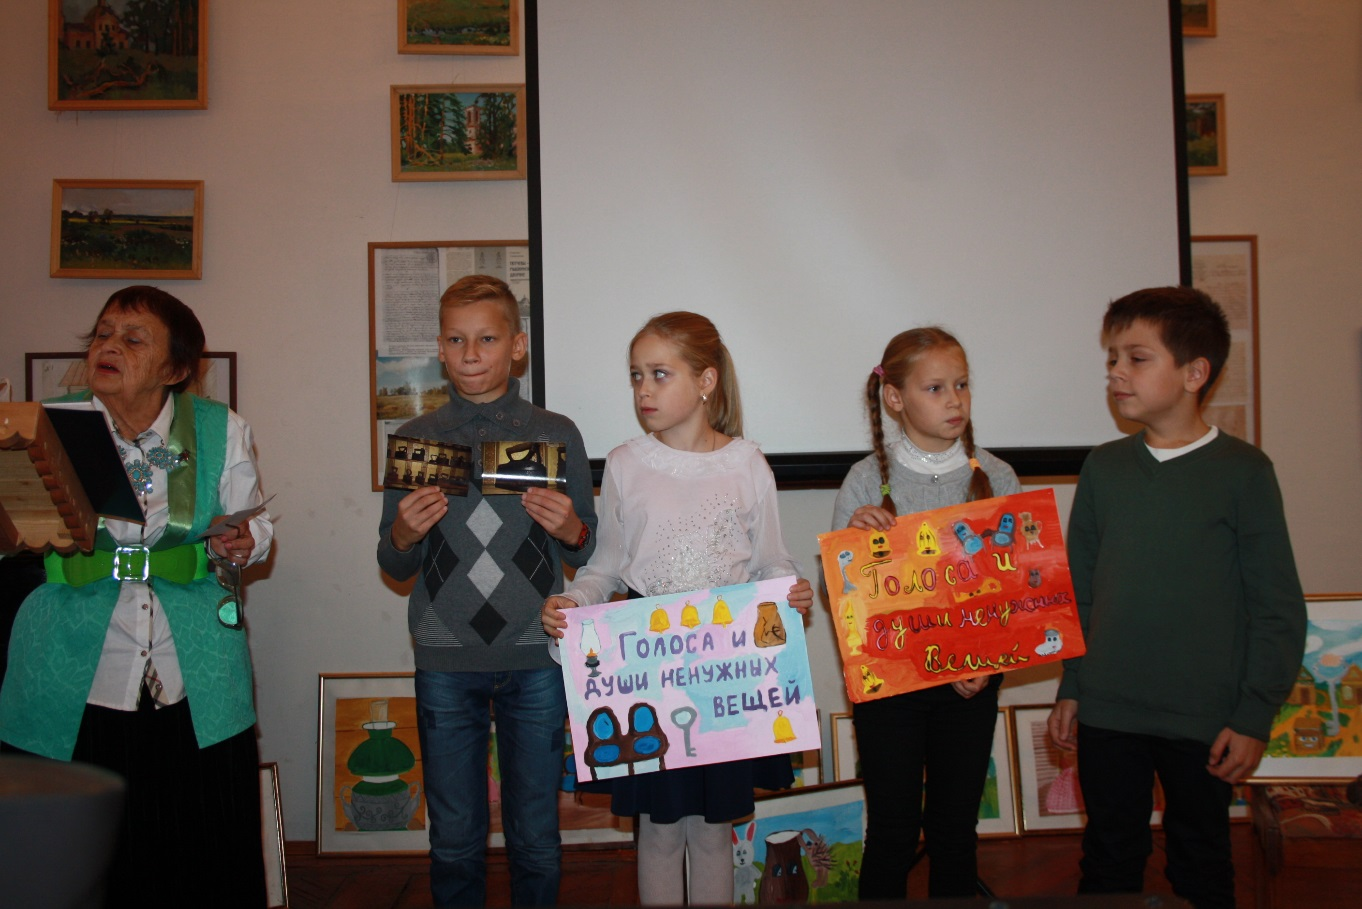 Голоса и
души ненужных
вещей
Голоса и
души ненужных
Вещей